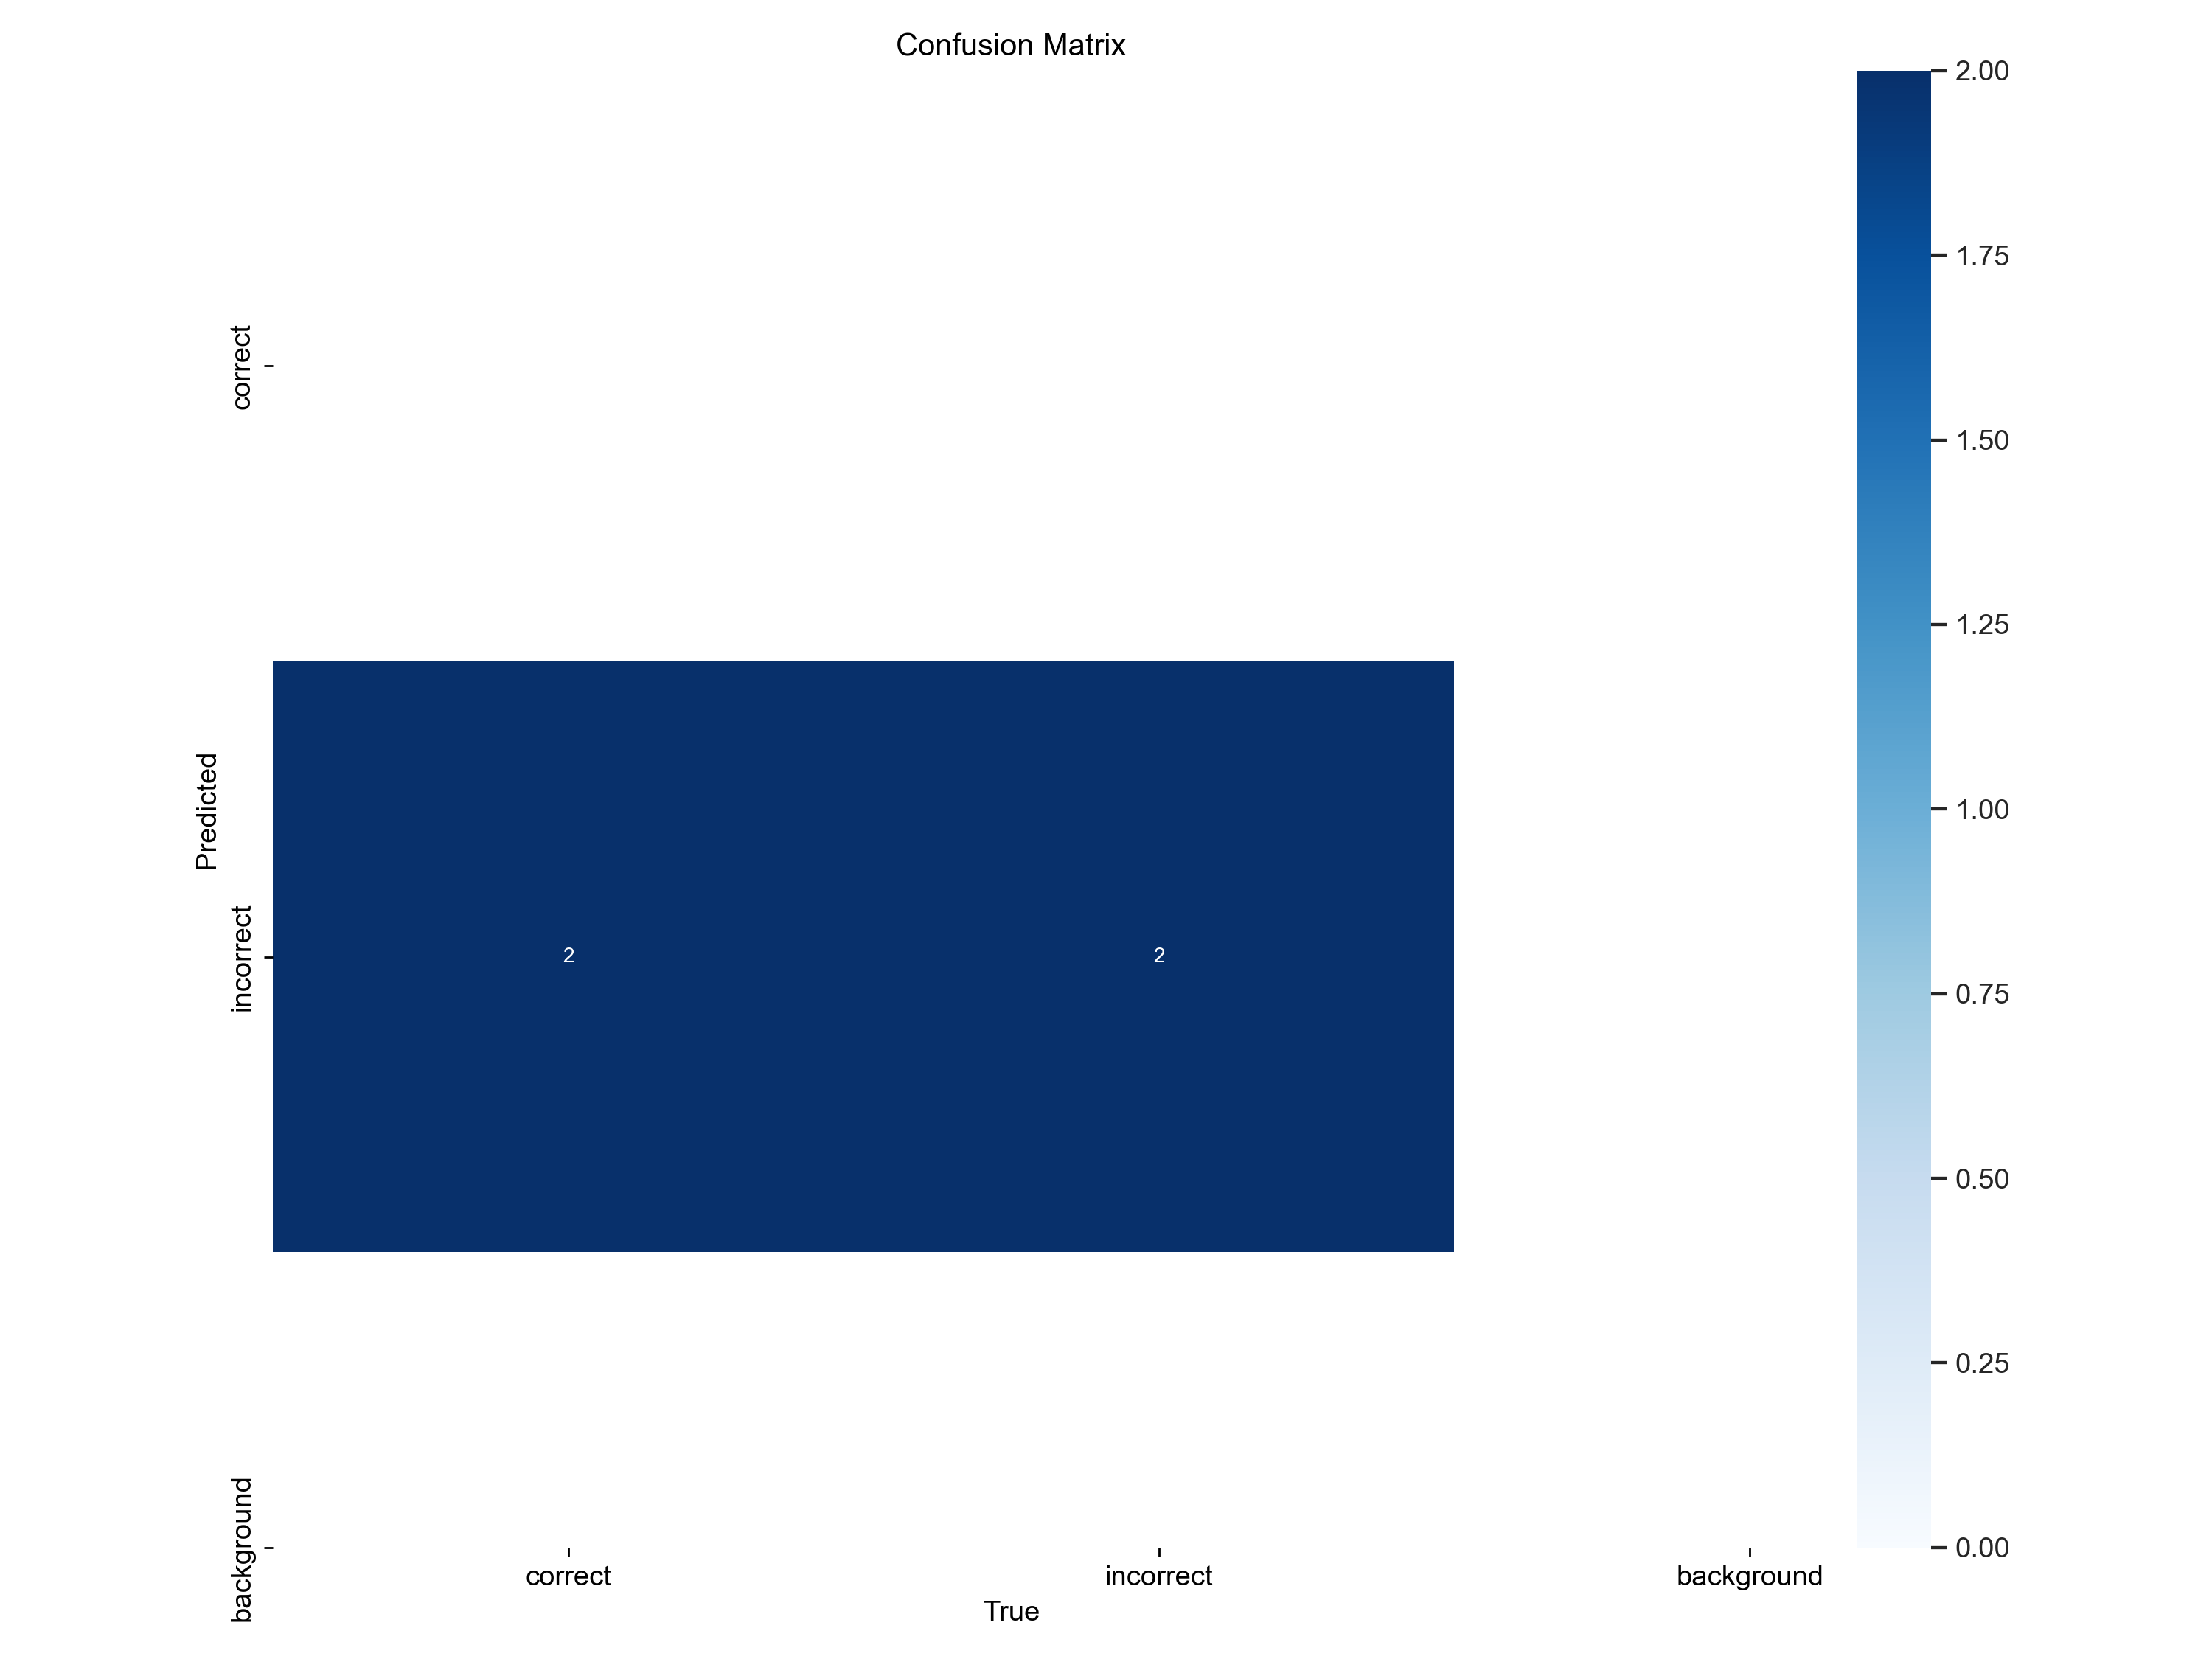 Confusion Matrix
2.00
1.75
1.50
1.25
1.00
0.75
0.50
0.25
0.00
Predicted
correct
incorrect
background
2 2
correct incorrect background
True